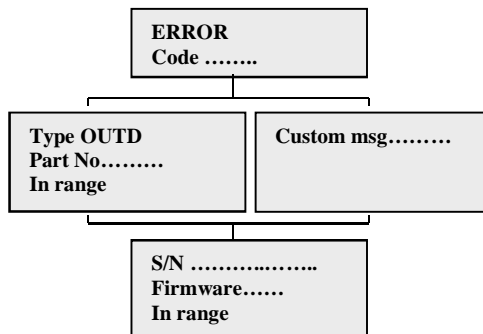 ERROR
Code ……..
Type OUTD
Part No………
In range
Custom msg………
S/N ………..……..
Firmware……
In range